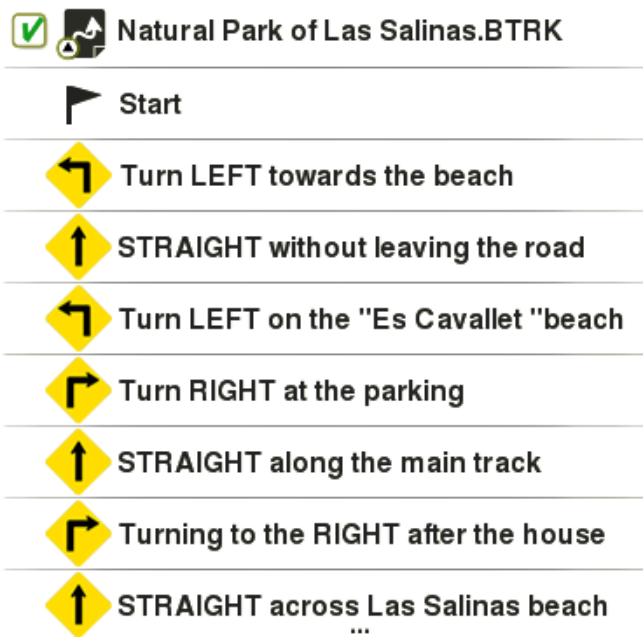 Natural Park of Las Salinas.BTRK
Start
Turn LEFT towards the beach
STRAIGHT without leaving the road
Turn LEFT on the "Es Cavallet "beach
Turn RIGHT at the parking
STRAIGHT along the main track
Turning to the RIGHT after the house
STRAIGHT across Las Salinas beach
...